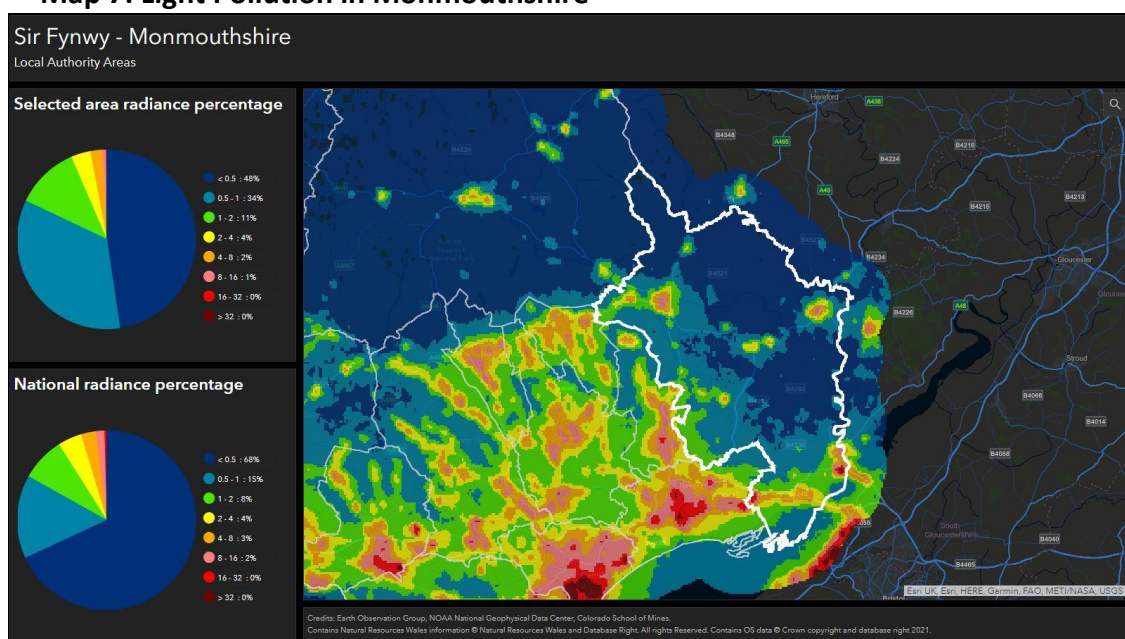 Map 7: Light Pollution in Monmouthshire
Sir Fynwy - Monmouthshire
Local Authority Areas
Selected area radiance percentage
< 0.5 : 48%
0.5 - 1 : 34%
1 - 2 : 11%
2 - 4 : 4%
4 - 8 : 2%
8 - 16 : 1%
16 - 32 : 0%
> 32 : 0%
National radiance percentage
< 0.5 : 68%
0.5 - 1 : 15%
1 - 2 : 8%
2 - 4 : 4%
4 - 8 : 3%
8 - 16 : 2%
16 - 32 : 0%
> 32 : 0%
Hereford
A438
B4348
A465
B4216
B4224
B4520
A40
B4213
B4215
B4521
B4234
Gloucester
B4226
A48
Stroud
B4066
B4014
B4293
B4058
B4235
South
Gloucestershire
B4040
B4465
Bristol
Esri UK, Esri, HERE, Garmin, FAO, METI/NASA, USGS
Credits: Earth Observation Group, NOAA National Geophysical Data Center, Colorado School of Mines.
Contains Natural Resources Wales information © Natural Resources Wales and Database Right. All rights Reserved. Contains OS data © Crown copyright and database right 2021.